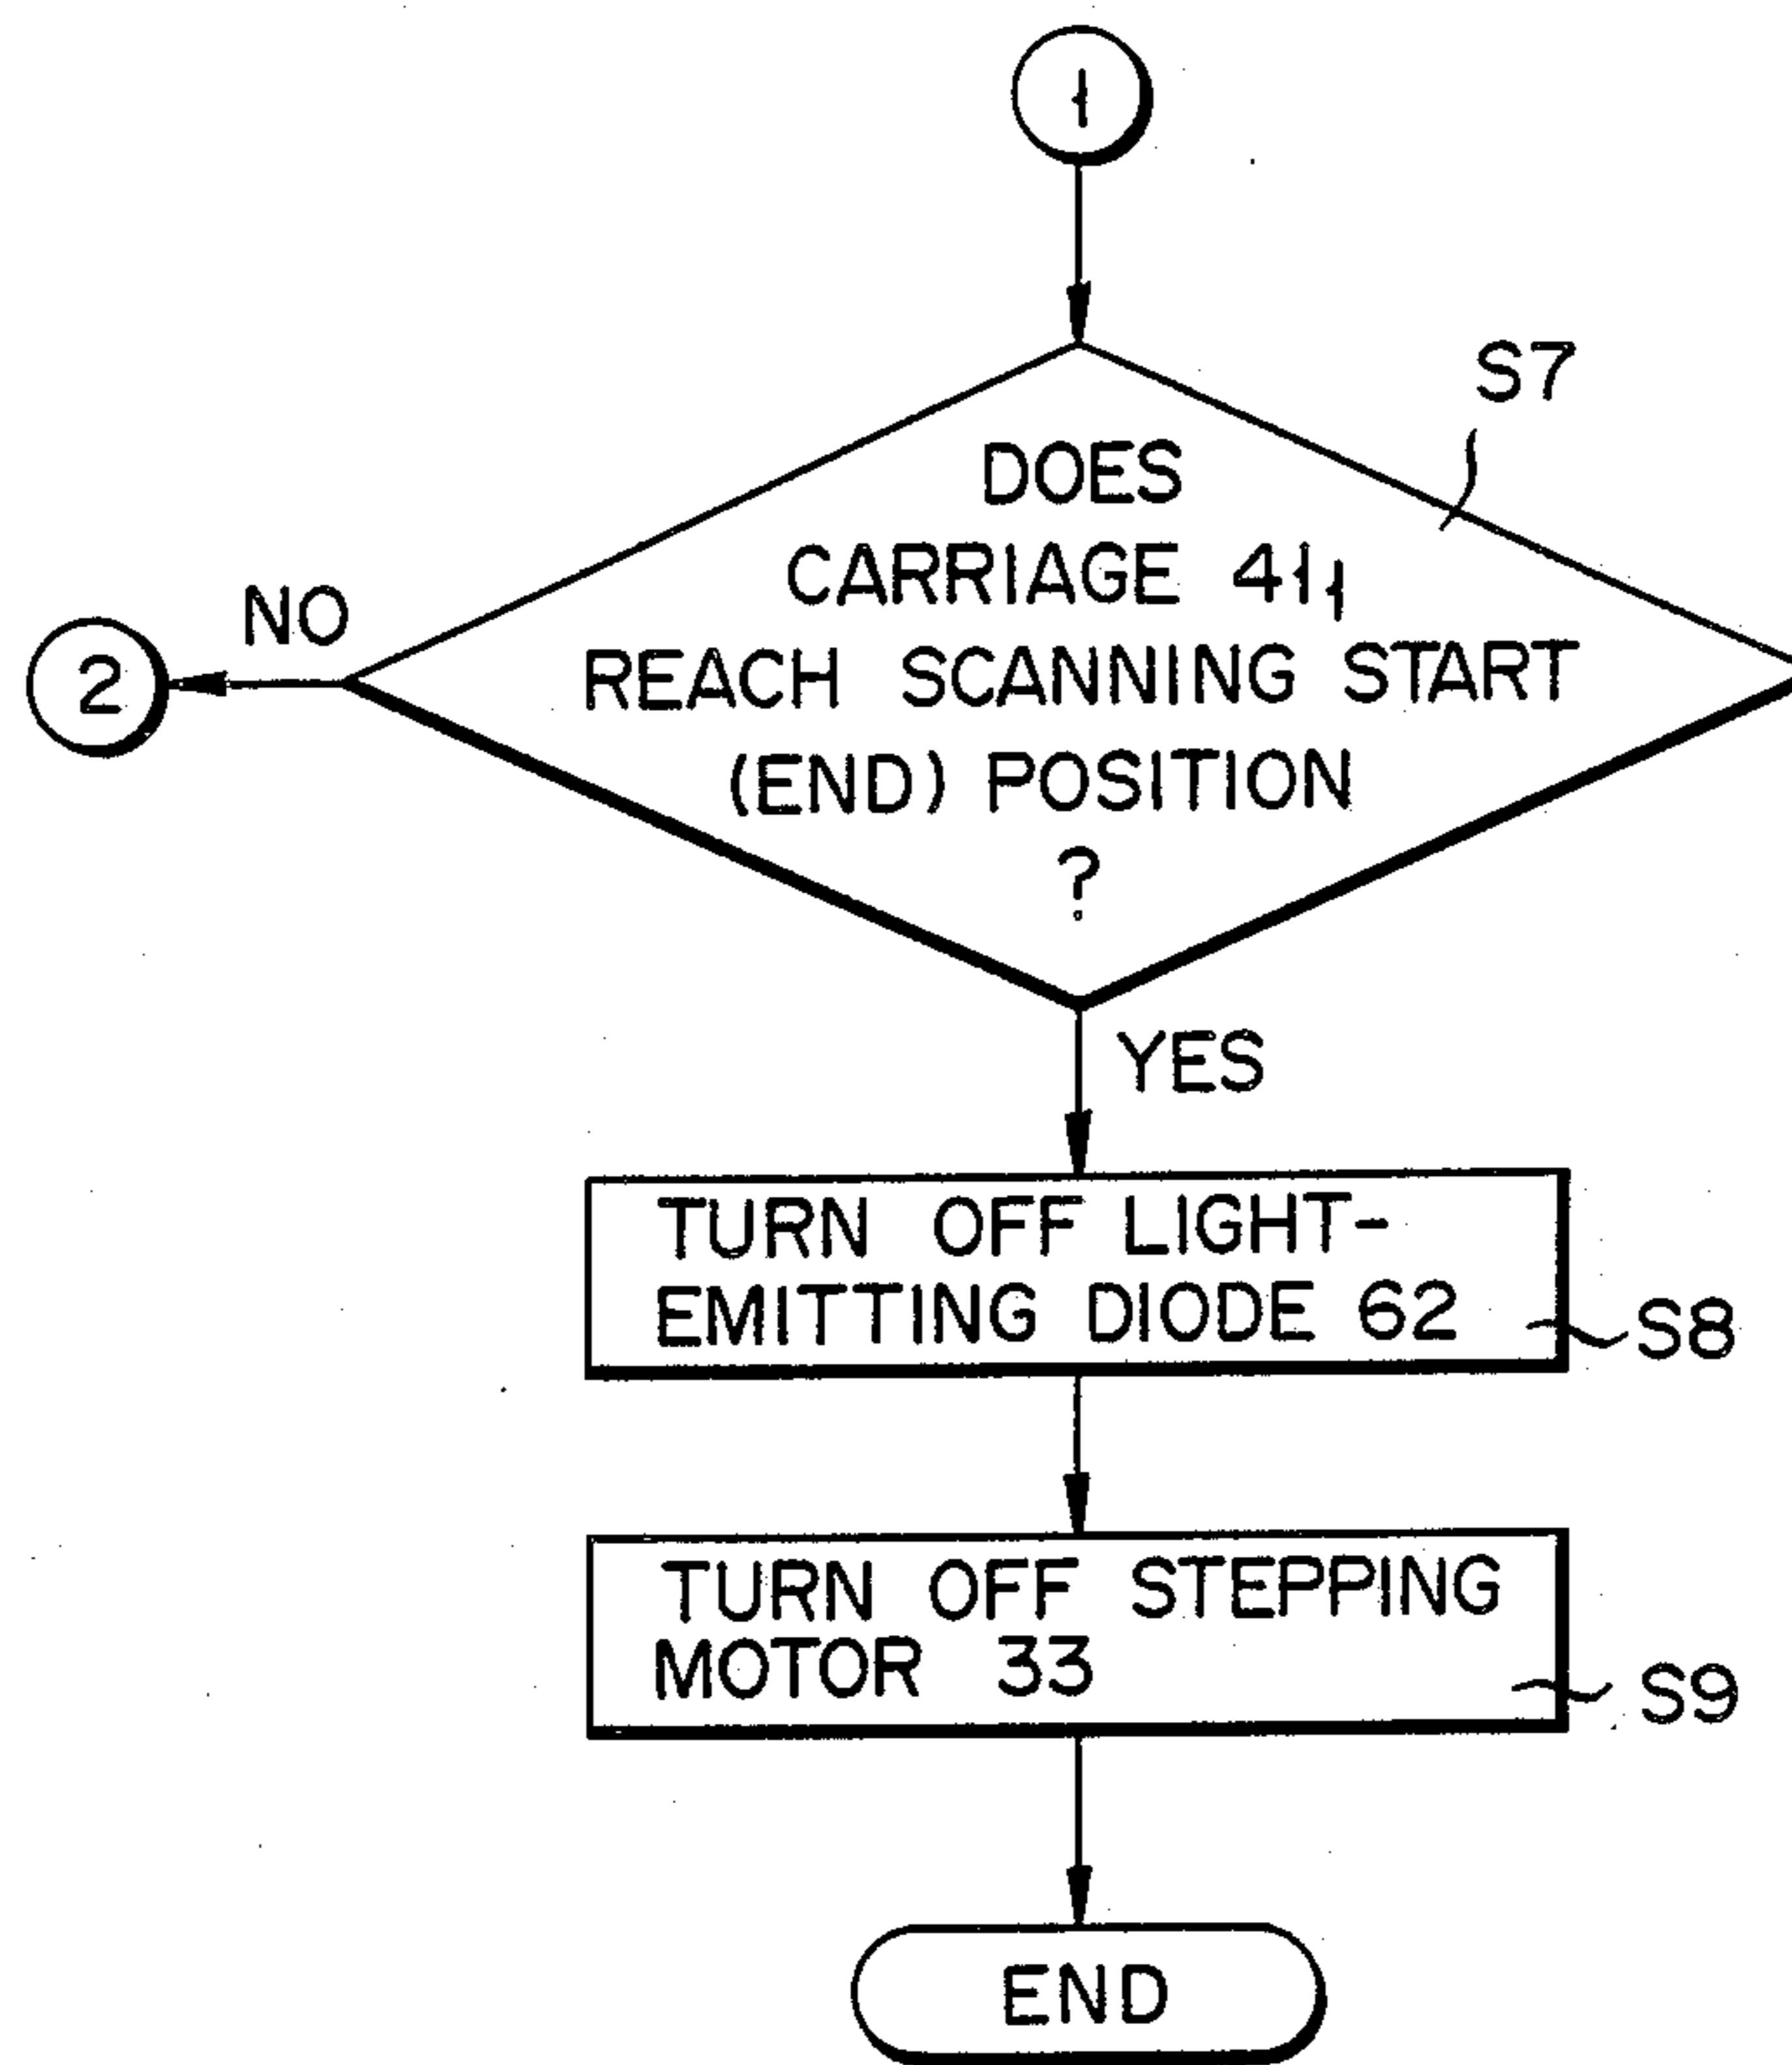 1
S7
DOES
CARRIAGE 41₁
REACH SCANNING START
(END) POSITION
?
NO
2
YES
TURN OFF LIGHT-
EMITTING DIODE 62
S8
TURN OFF STEPPING
MOTOR 33
S9
END